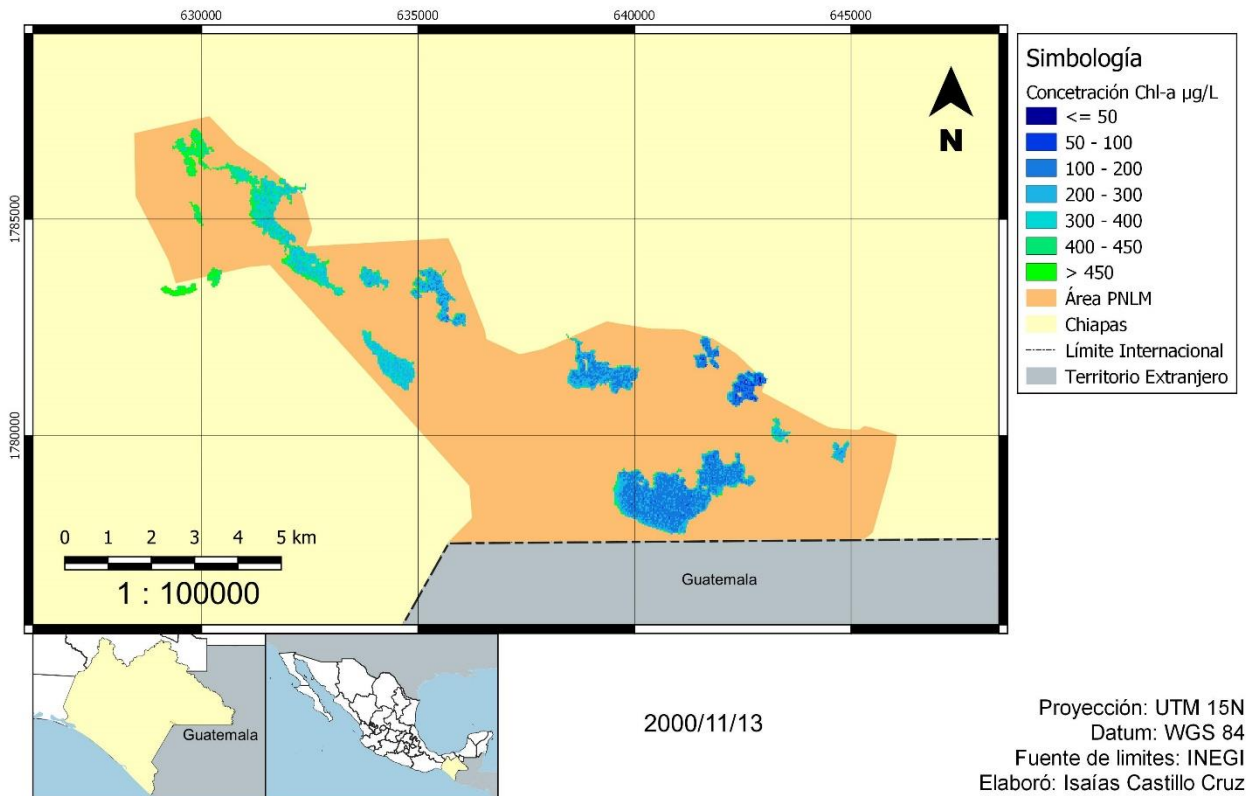 630000
635000
640000
645000
1785000
1780000
N
0 1 2 3 4 5 km
1 : 100000
Guatemala
Simbología
Concetración Chl-a µg/L
<= 50
50 - 100
100 - 200
200 - 300
300 - 400
400 - 450
> 450
Área PNLM
Chiapas
Límite Internacional
Territorio Extranjero
Guatemala
2000/11/13
Proyección: UTM 15N
Datum: WGS 84
Fuente de limites: INEGI
Elaboró: Isaías Castillo Cruz